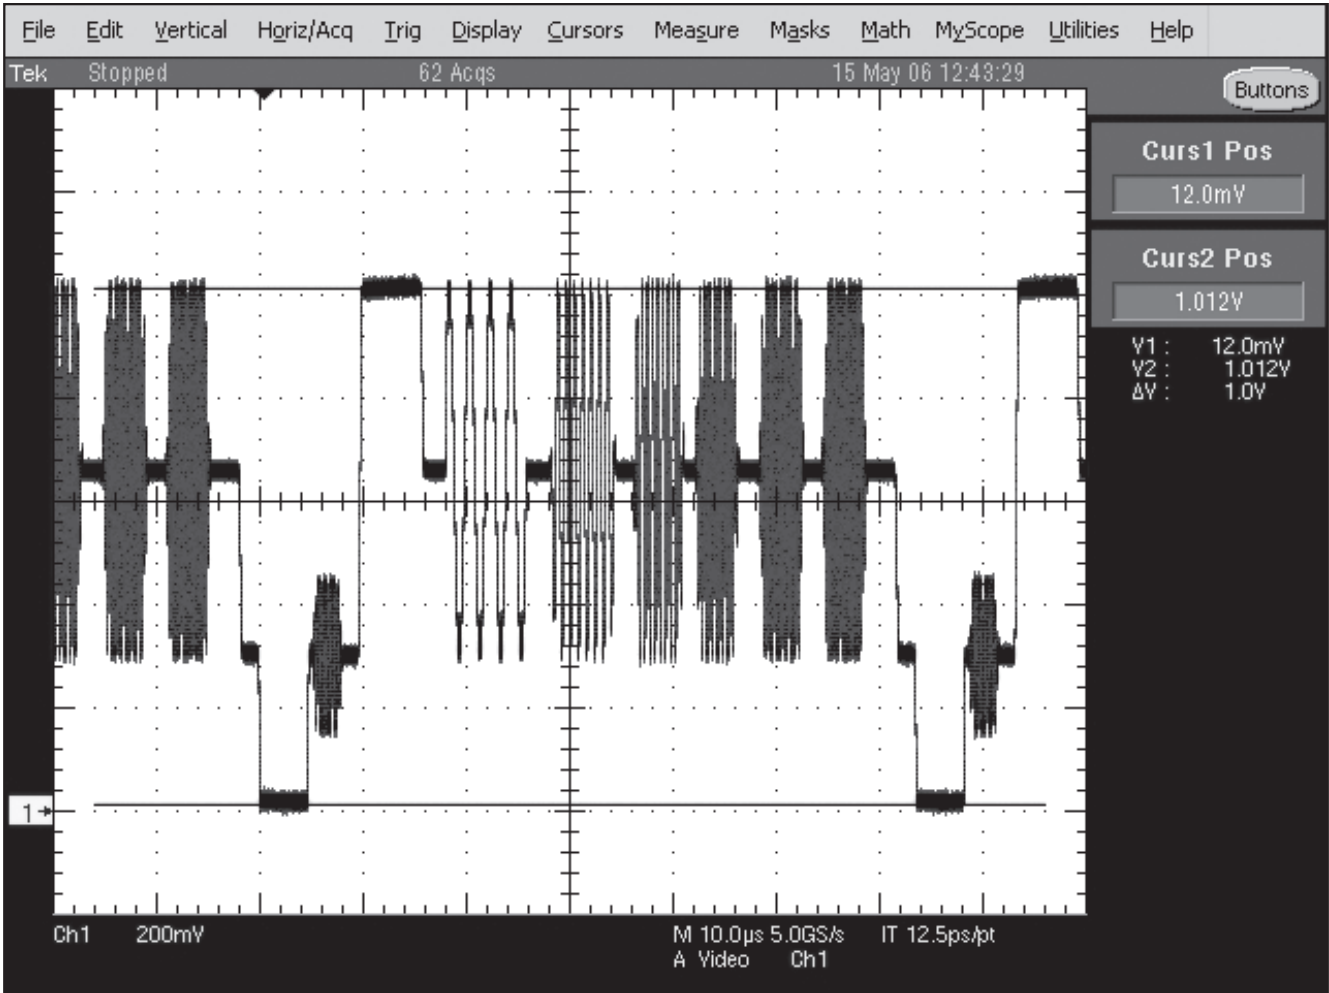 File Edit Vertical Horiz/Acq Trig Display Cursors Measure Masks Math MyScope Utilities Help
Tek Stopped 62 Acqs 15 May 06 12:43:29
Buttons
Curs1 Pos
12.0mV
Curs2 Pos
1.012V
V1 : 12.0mV
V2 : 1.012V
ΔV : 1.0V
1
Ch1 200mV M 10.0µs 5.0GS/s IT 12.5ps/pt
A Video Ch1